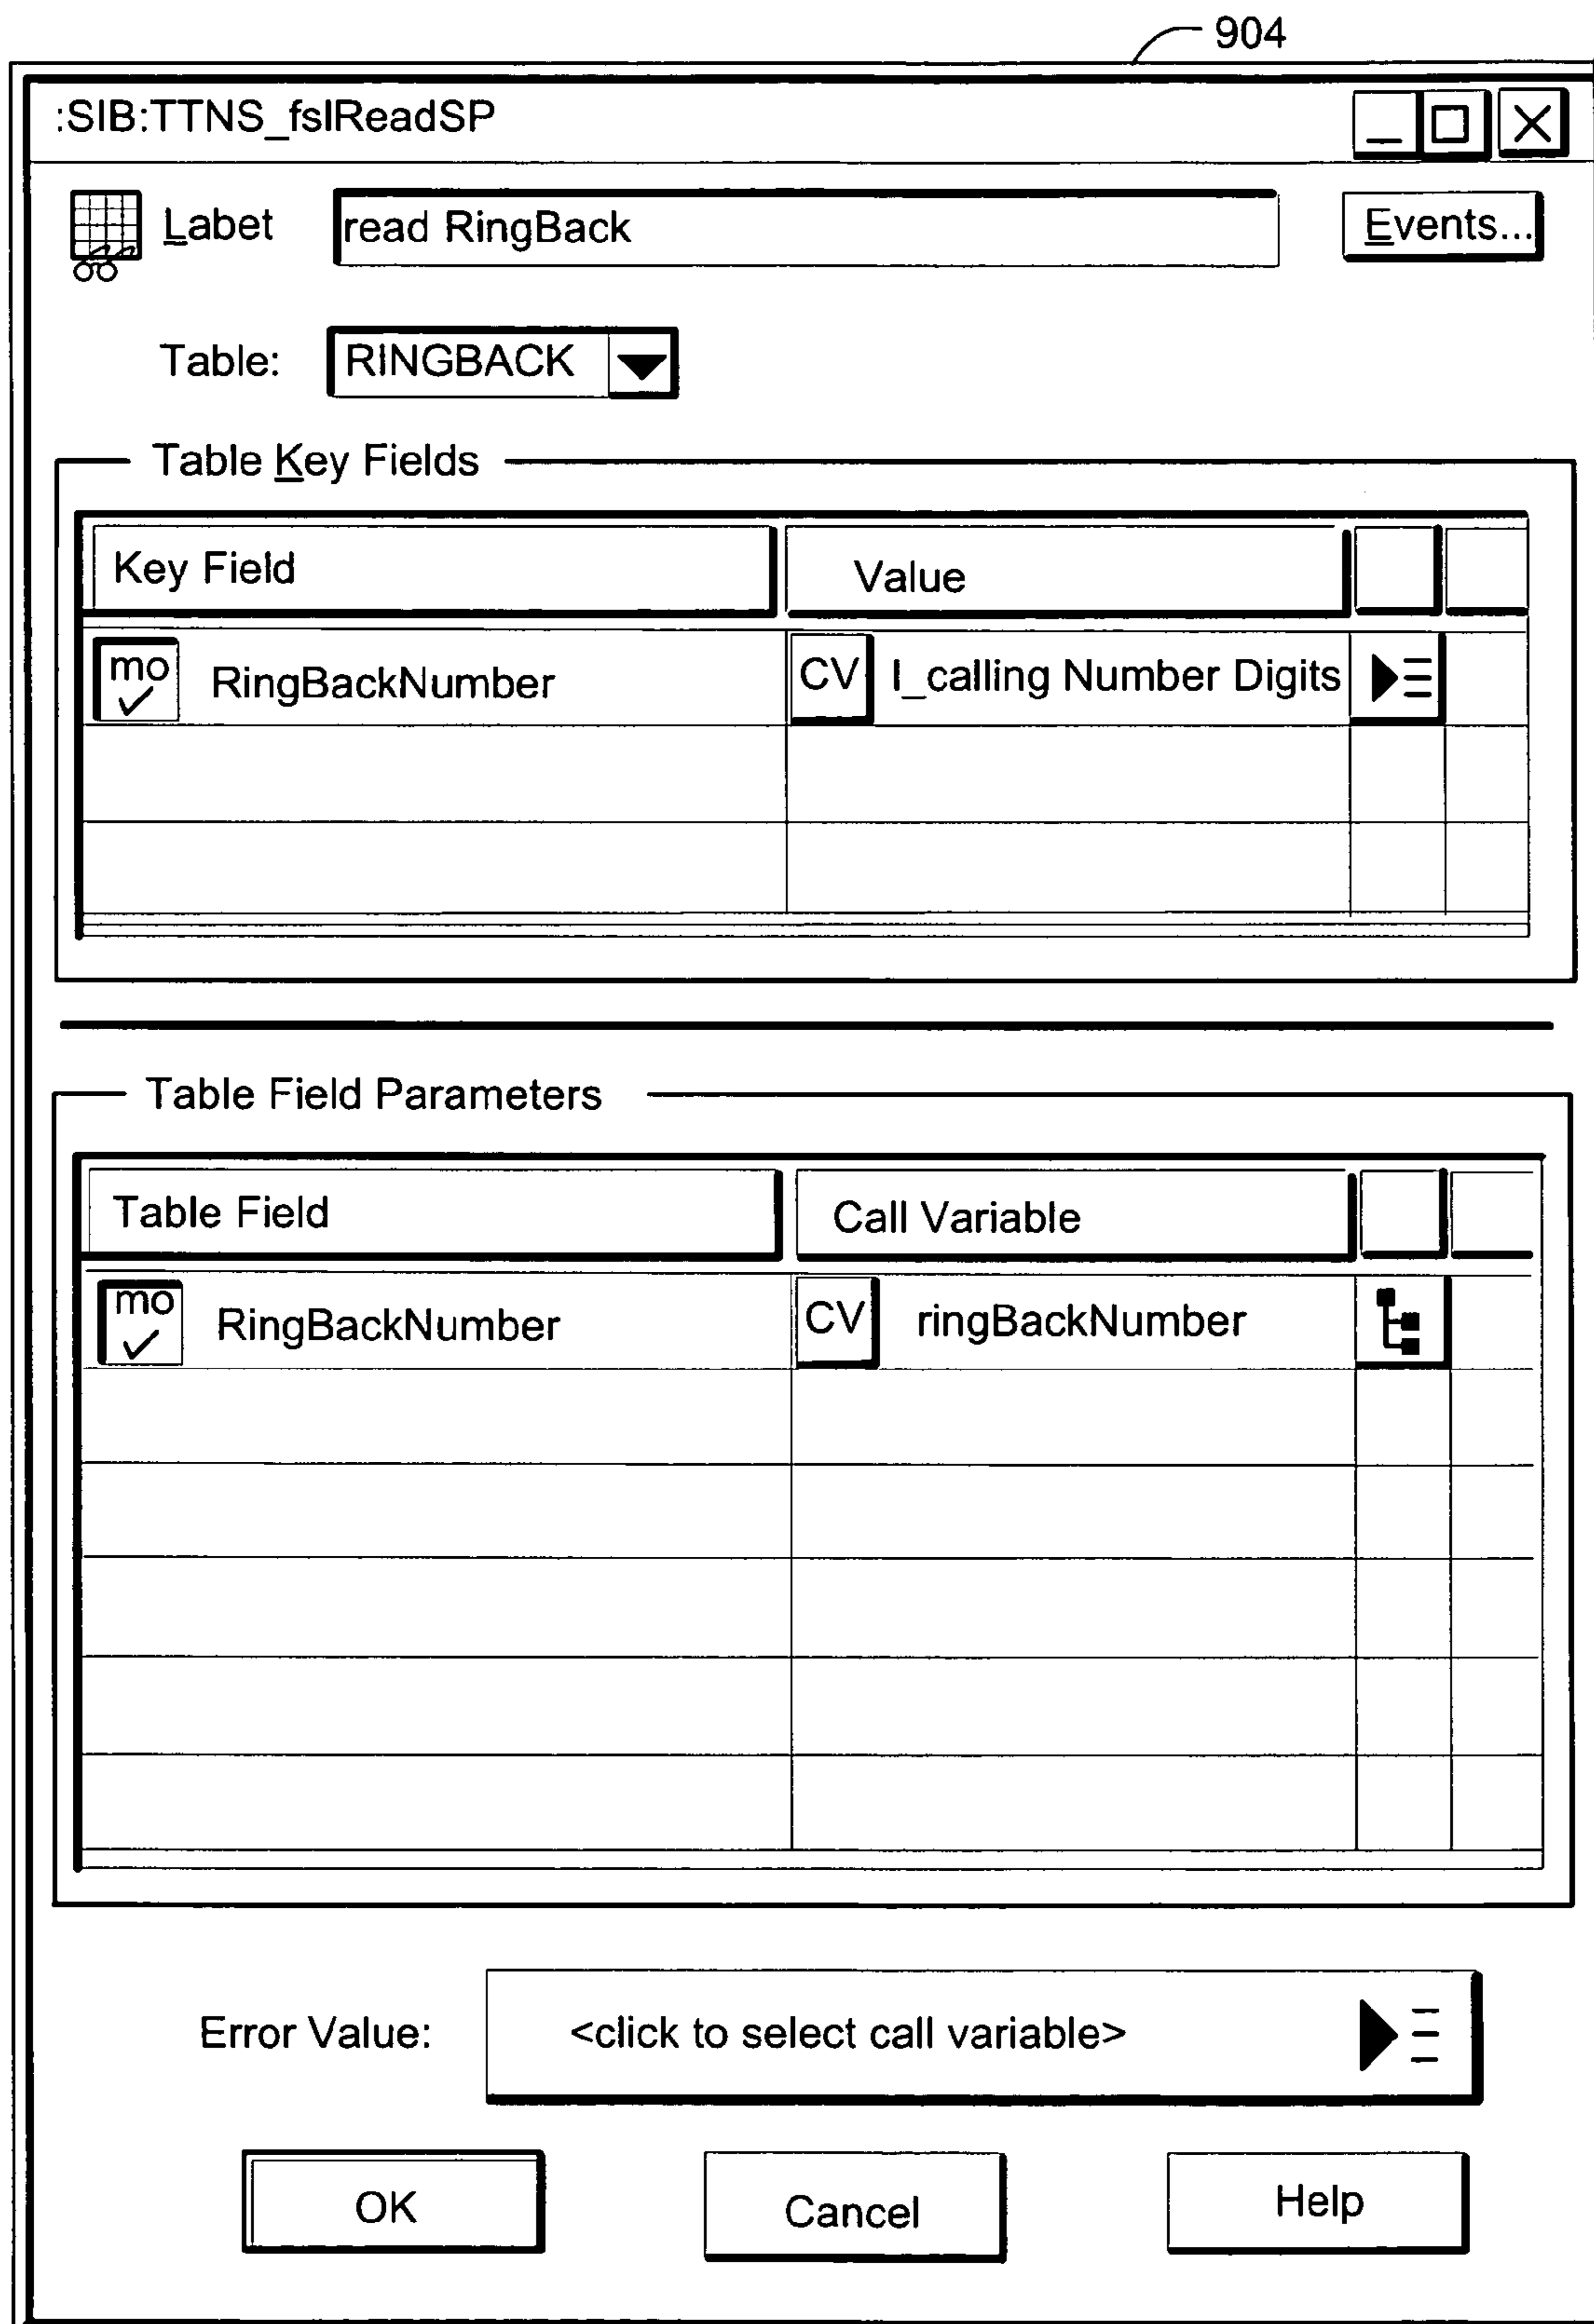 904
:SIB:TTNS_fslReadSP
Labet read RingBack Events...
Table: RINGBACK
Table Key Fields
Key Field Value
mo RingBackNumber CV I_calling Number Digits
Table Field Parameters
Table Field Call Variable
mo RingBackNumber CV ringBackNumber
Error Value: <click to select call variable>
OK Cancel Help